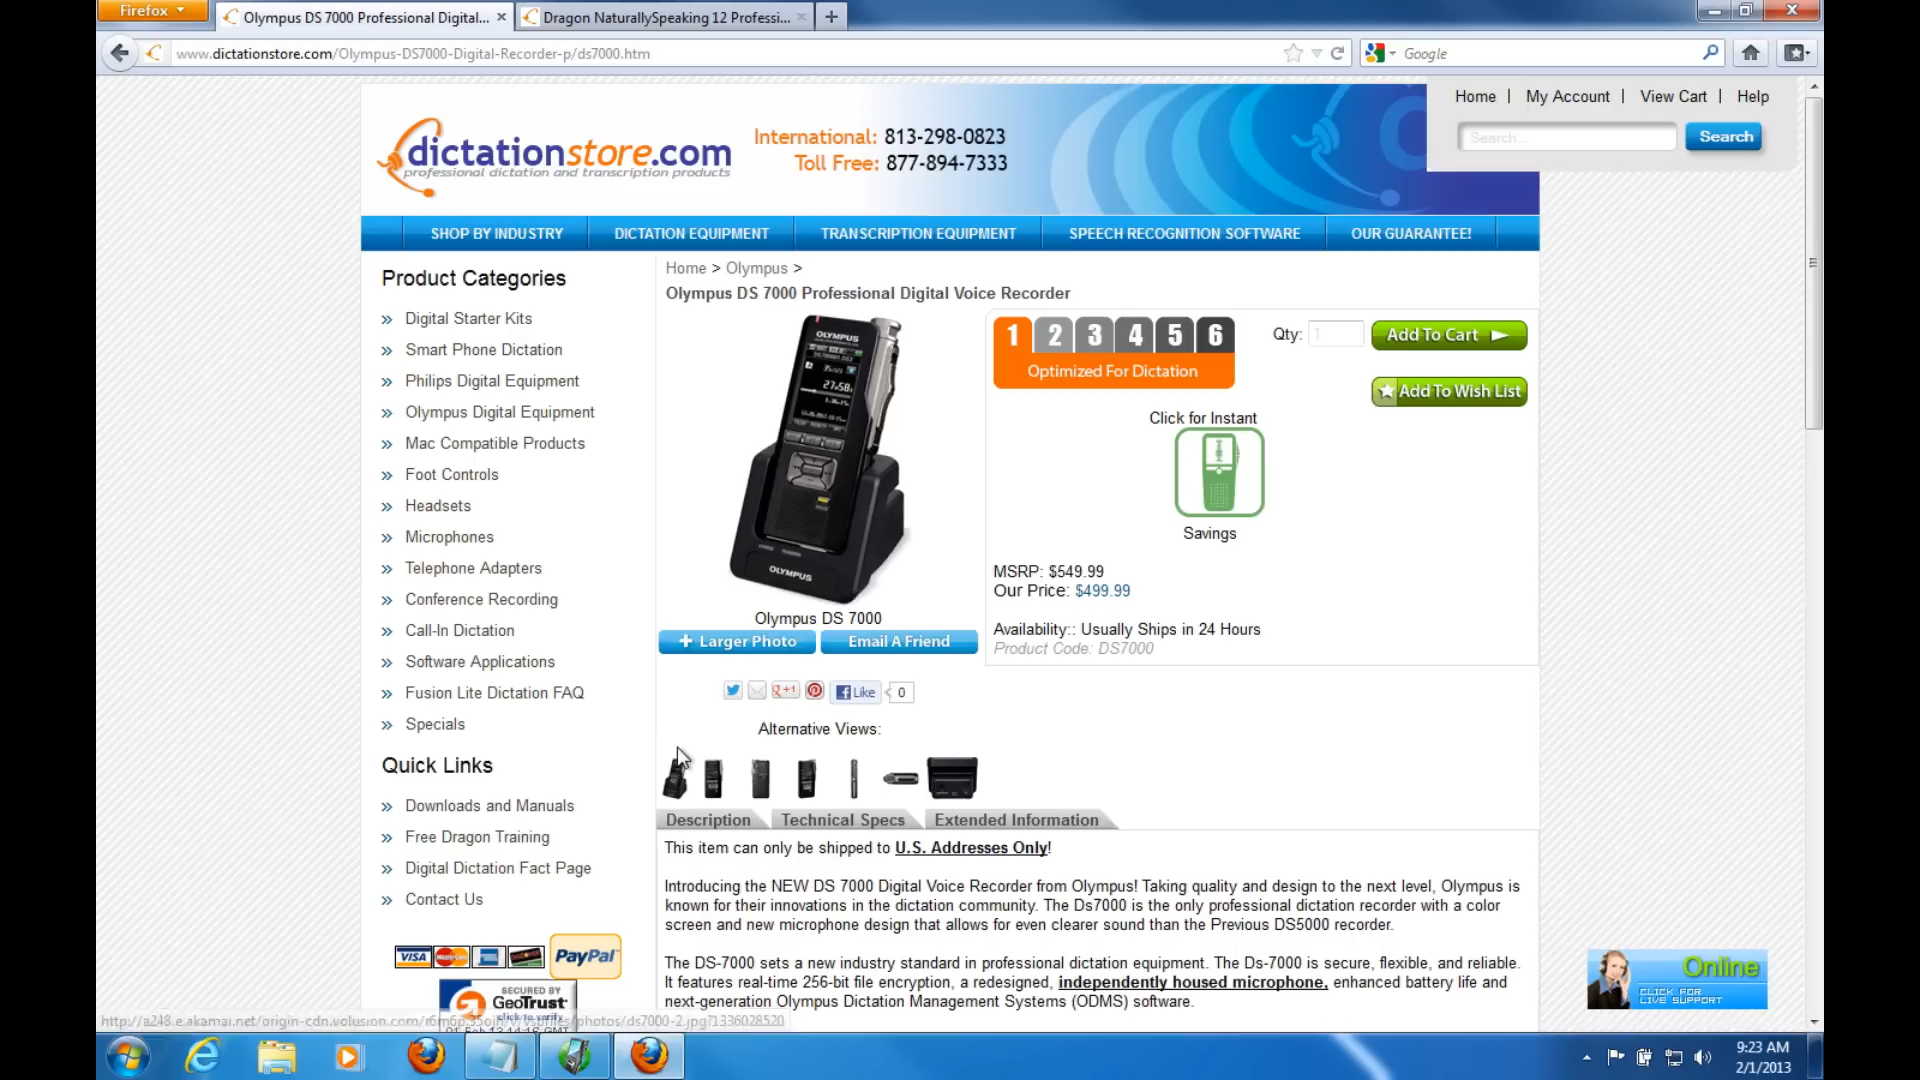 Firefox
Olympus DS 7000 Professional Digital...
Dragon NaturallySpeaking 12 Professi...
www.dictationstore.com/Olympus-DS7000-Digital-Recorder-p/ds7000.htm
Google
Home | My Account | View Cart | Help
Search...
Search
dictationstore.com
professional dictation and transcription products
International: 813-298-0823
Toll Free: 877-894-7333
SHOP BY INDUSTRY
DICTATION EQUIPMENT
TRANSCRIPTION EQUIPMENT
SPEECH RECOGNITION SOFTWARE
OUR GUARANTEE!
Product Categories
Digital Starter Kits
Smart Phone Dictation
Philips Digital Equipment
Olympus Digital Equipment
Mac Compatible Products
Foot Controls
Headsets
Microphones
Telephone Adapters
Conference Recording
Call-In Dictation
Software Applications
Fusion Lite Dictation FAQ
Specials
Quick Links
Downloads and Manuals
Free Dragon Training
Digital Dictation Fact Page
Contact Us
VISA
PayPal
SECURED BY
GeoTrust
click to verify
Home > Olympus >
Olympus DS 7000 Professional Digital Voice Recorder
OLYMPUS
27M58s
OLYMPUS
Olympus DS 7000
Larger Photo
Email A Friend
g+1
Like
0
Alternative Views:
1 2 3 4 5 6
Optimized For Dictation
Qty: 1
Add To Cart
Add To Wish List
Click for Instant
Savings
MSRP: $549.99
Our Price: $499.99
Availability:: Usually Ships in 24 Hours
Product Code: DS7000
Description
Technical Specs
Extended Information
This item can only be shipped to U.S. Addresses Only!
Introducing the NEW DS 7000 Digital Voice Recorder from Olympus! Taking quality and design to the next level, Olympus is
known for their innovations in the dictation community. The Ds7000 is the only professional dictation recorder with a color
screen and new microphone design that allows for even clearer sound than the Previous DS5000 recorder.
The DS-7000 sets a new industry standard in professional dictation equipment. The Ds-7000 is secure, flexible, and reliable.
It features real-time 256-bit file encryption, a redesigned, independently housed microphone, enhanced battery life and
next-generation Olympus Dictation Management Systems (ODMS) software.
Online
CLICK FOR
LIVE SUPPORT
9:23 AM
2/1/2013